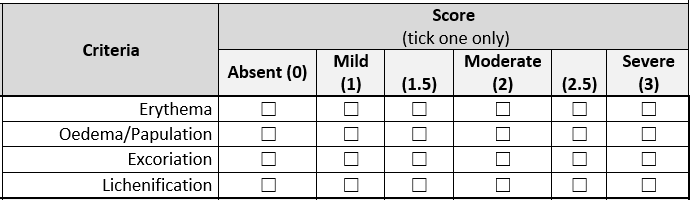 Criteria
Score
(tick one only)
Absent (0)
Mild (1)
(1.5)
Moderate (2)
(2.5)
Severe (3)
Erythema ☐ ☐ ☐ ☐ ☐ ☐
Oedema/Papulation ☐ ☐ ☐ ☐ ☐ ☐
Excoriation ☐ ☐ ☐ ☐ ☐ ☐
Lichenification ☐ ☐ ☐ ☐ ☐ ☐